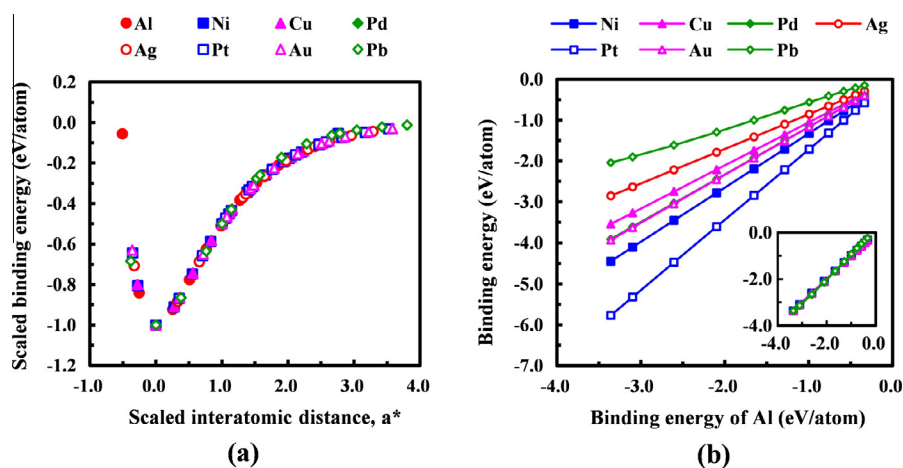 Al Ni Cu Pd
Ag Pt Au Pb
Scaled binding energy (eV/atom)
0.2
0.0
-0.2
-0.4
-0.6
-0.8
-1.0
-1.2
-1.0 0.0 1.0 2.0 3.0 4.0
Scaled interatomic distance, a*
(a)
Ni Cu Pd Ag
Pt Au Pb
Binding energy (eV/atom)
0.0
-1.0
-2.0
-3.0
-4.0
-5.0
-6.0
-7.0
-4.0 -3.0 -2.0 -1.0 0.0
0.0
-2.0
-4.0
-4.0 -2.0 0.0
Binding energy of Al (eV/atom)
(b)